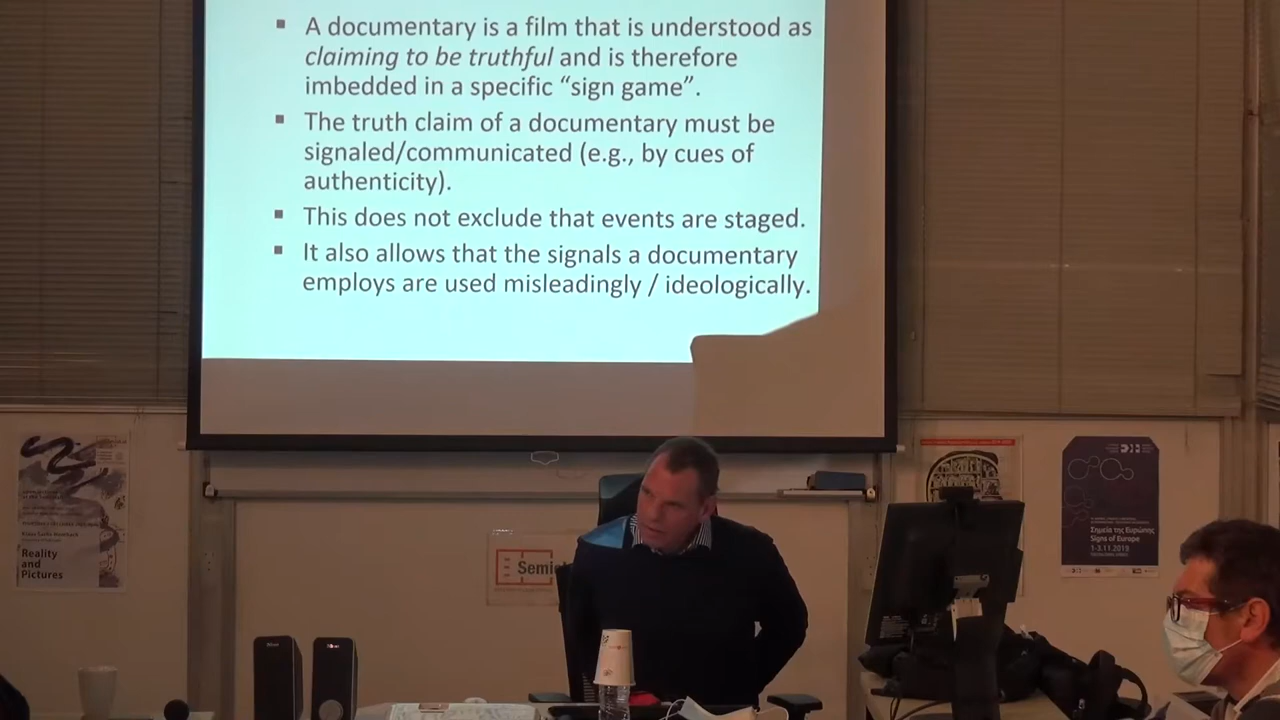 ▪ A documentary is a film that is understood as
claiming to be truthful and is therefore
imbedded in a specific “sign game”.
▪ The truth claim of a documentary must be
signaled/communicated (e.g., by cues of
authenticity).
▪ This does not exclude that events are staged.
▪ It also allows that the signals a documentary
employs are used misleadingly / ideologically.
Reality
and
Pictures
Semi
Σημεία της Ευρώπης
Signs of Europe
1-3.11.2019